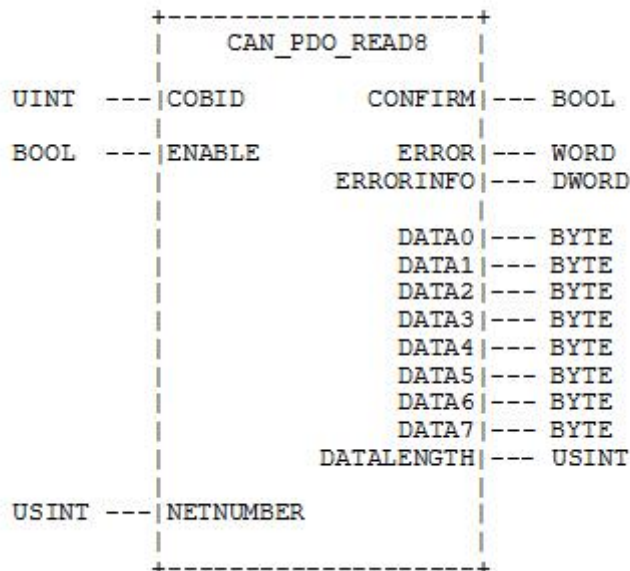 CAN_PDO_READ8
UINT ---|COBID CONFIRM|--- BOOL
BOOL ---|ENABLE ERROR|--- WORD
ERRORINFO|--- DWORD
DATA0|--- BYTE
DATA1|--- BYTE
DATA2|--- BYTE
DATA3|--- BYTE
DATA4|--- BYTE
DATA5|--- BYTE
DATA6|--- BYTE
DATA7|--- BYTE
DATALENGTH|--- USINT
USINT ---|NETNUMBER